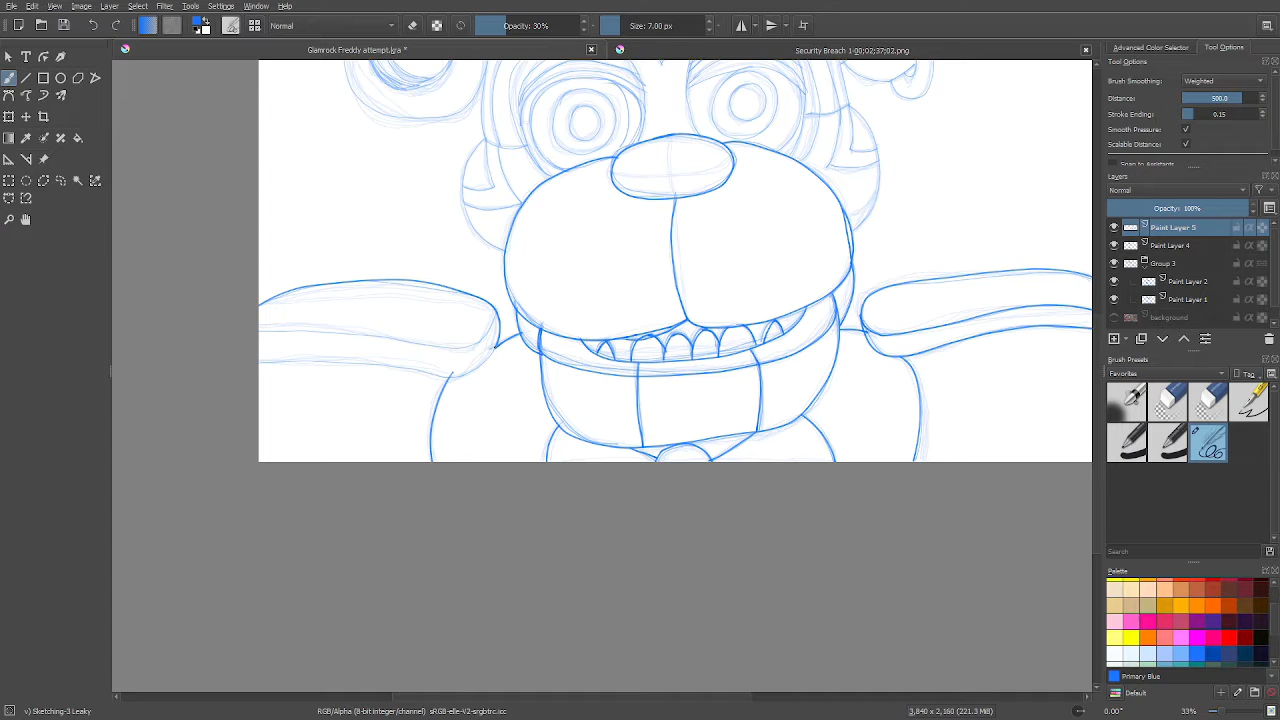 File Edit View Image Layer Select Filter Tools Settings Window Help
Normal Opacity: 30% Size: 7.00 px
Glamrock Freddy attempt.kra *
Security Breach 1-00;02;37;02.png
Advanced Color Selector Tool Options
Tool Options
Brush Smoothing: Weighted
Distance: 500.0
Stroke Ending: 0.15
Smooth Pressure:
Scalable Distance:
Snap to Assistants
Layers
Normal
Opacity: 100%
Paint Layer 5
Paint Layer 4
Group 3
Paint Layer 2
Paint Layer 1
background
Brush Presets
Favorites Tag
Search
Palette
Primary Blue
Default
v) Sketching-3 Leaky
RGB/Alpha (8-bit integer/channel) sRGB-elle-V2-srgbtrc.icc
3,840 x 2,160 (221.3 MiB)
0.00°
33%